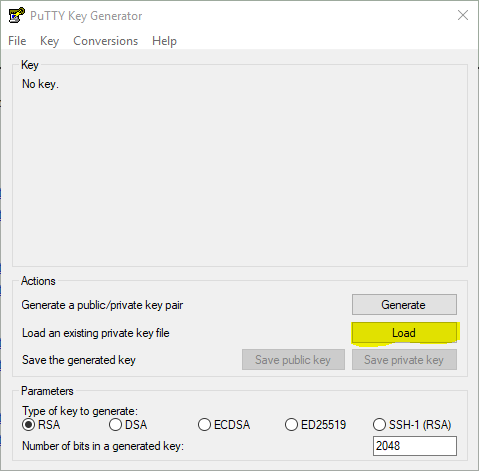 PuTTY Key Generator
File Key Conversions Help
Key
No key.
Actions
Generate a public/private key pair Generate
Load an existing private key file Load
Save the generated key Save public key Save private key
Parameters
Type of key to generate:
RSA DSA ECDSA ED25519 SSH-1 (RSA)
Number of bits in a generated key: 2048